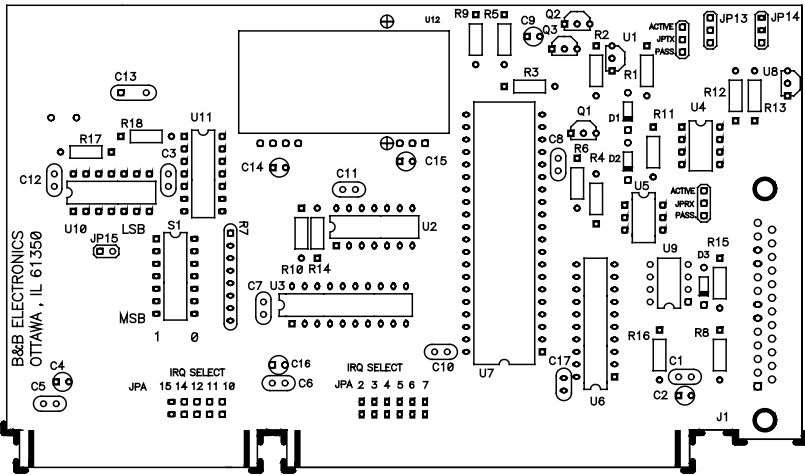 U12
R9 R5 C9 Q2
Q3 R2 U1
ACTIVE
JPTX
PASS
JP13 JP14
C13
R3
R1
R12
U8
R13
R18
U11
R17
C3
C12
C14
C15
C11
Q1
D1
D2
R11
U4
C8
R6
R4
U5
ACTIVE
JPRX
PASS
U10
LSB
S1
R7
U2
JP15
R10 R14
U3
C7
U9
D3
R15
MSB
1 0
B&B ELECTRONICS
OTTAWA, IL 61350
R16
R8
C1
C2
C10
U7
C17
U6
J1
C4
C5
C16
C6
IRQ SELECT
JPA 15 14 12 11 10
IRQ SELECT
JPA 2 3 4 5 6 7